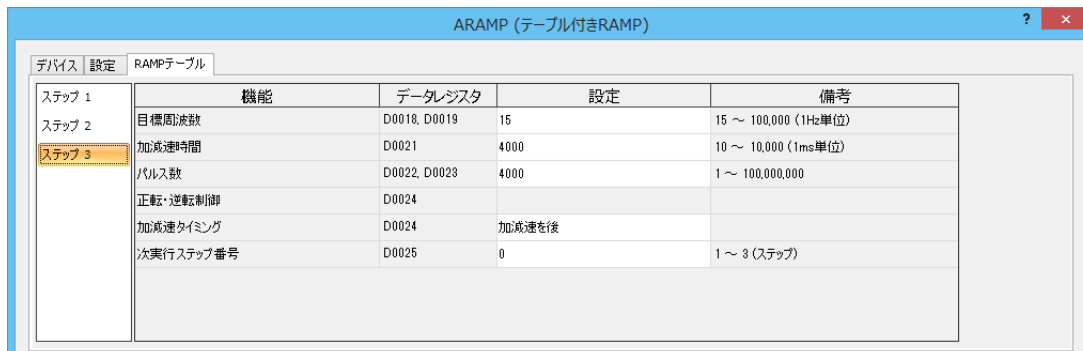 ARAMP (テーブル付きRAMP)
? ×
デバイス 設定 RAMPテーブル
ステップ 1
ステップ 2
ステップ 3
機能 データレジスタ 設定 備考
目標周波数 D0018, D0019 15 15 ～ 100,000 (1Hz単位)
加減速時間 D0021 4000 10 ～ 10,000 (1ms単位)
パルス数 D0022, D0023 4000 1 ～ 100,000,000
正転・逆転制御 D0024
加減速タイミング D0024 加減速を後
次実行ステップ番号 D0025 0 1 ～ 3 (ステップ)